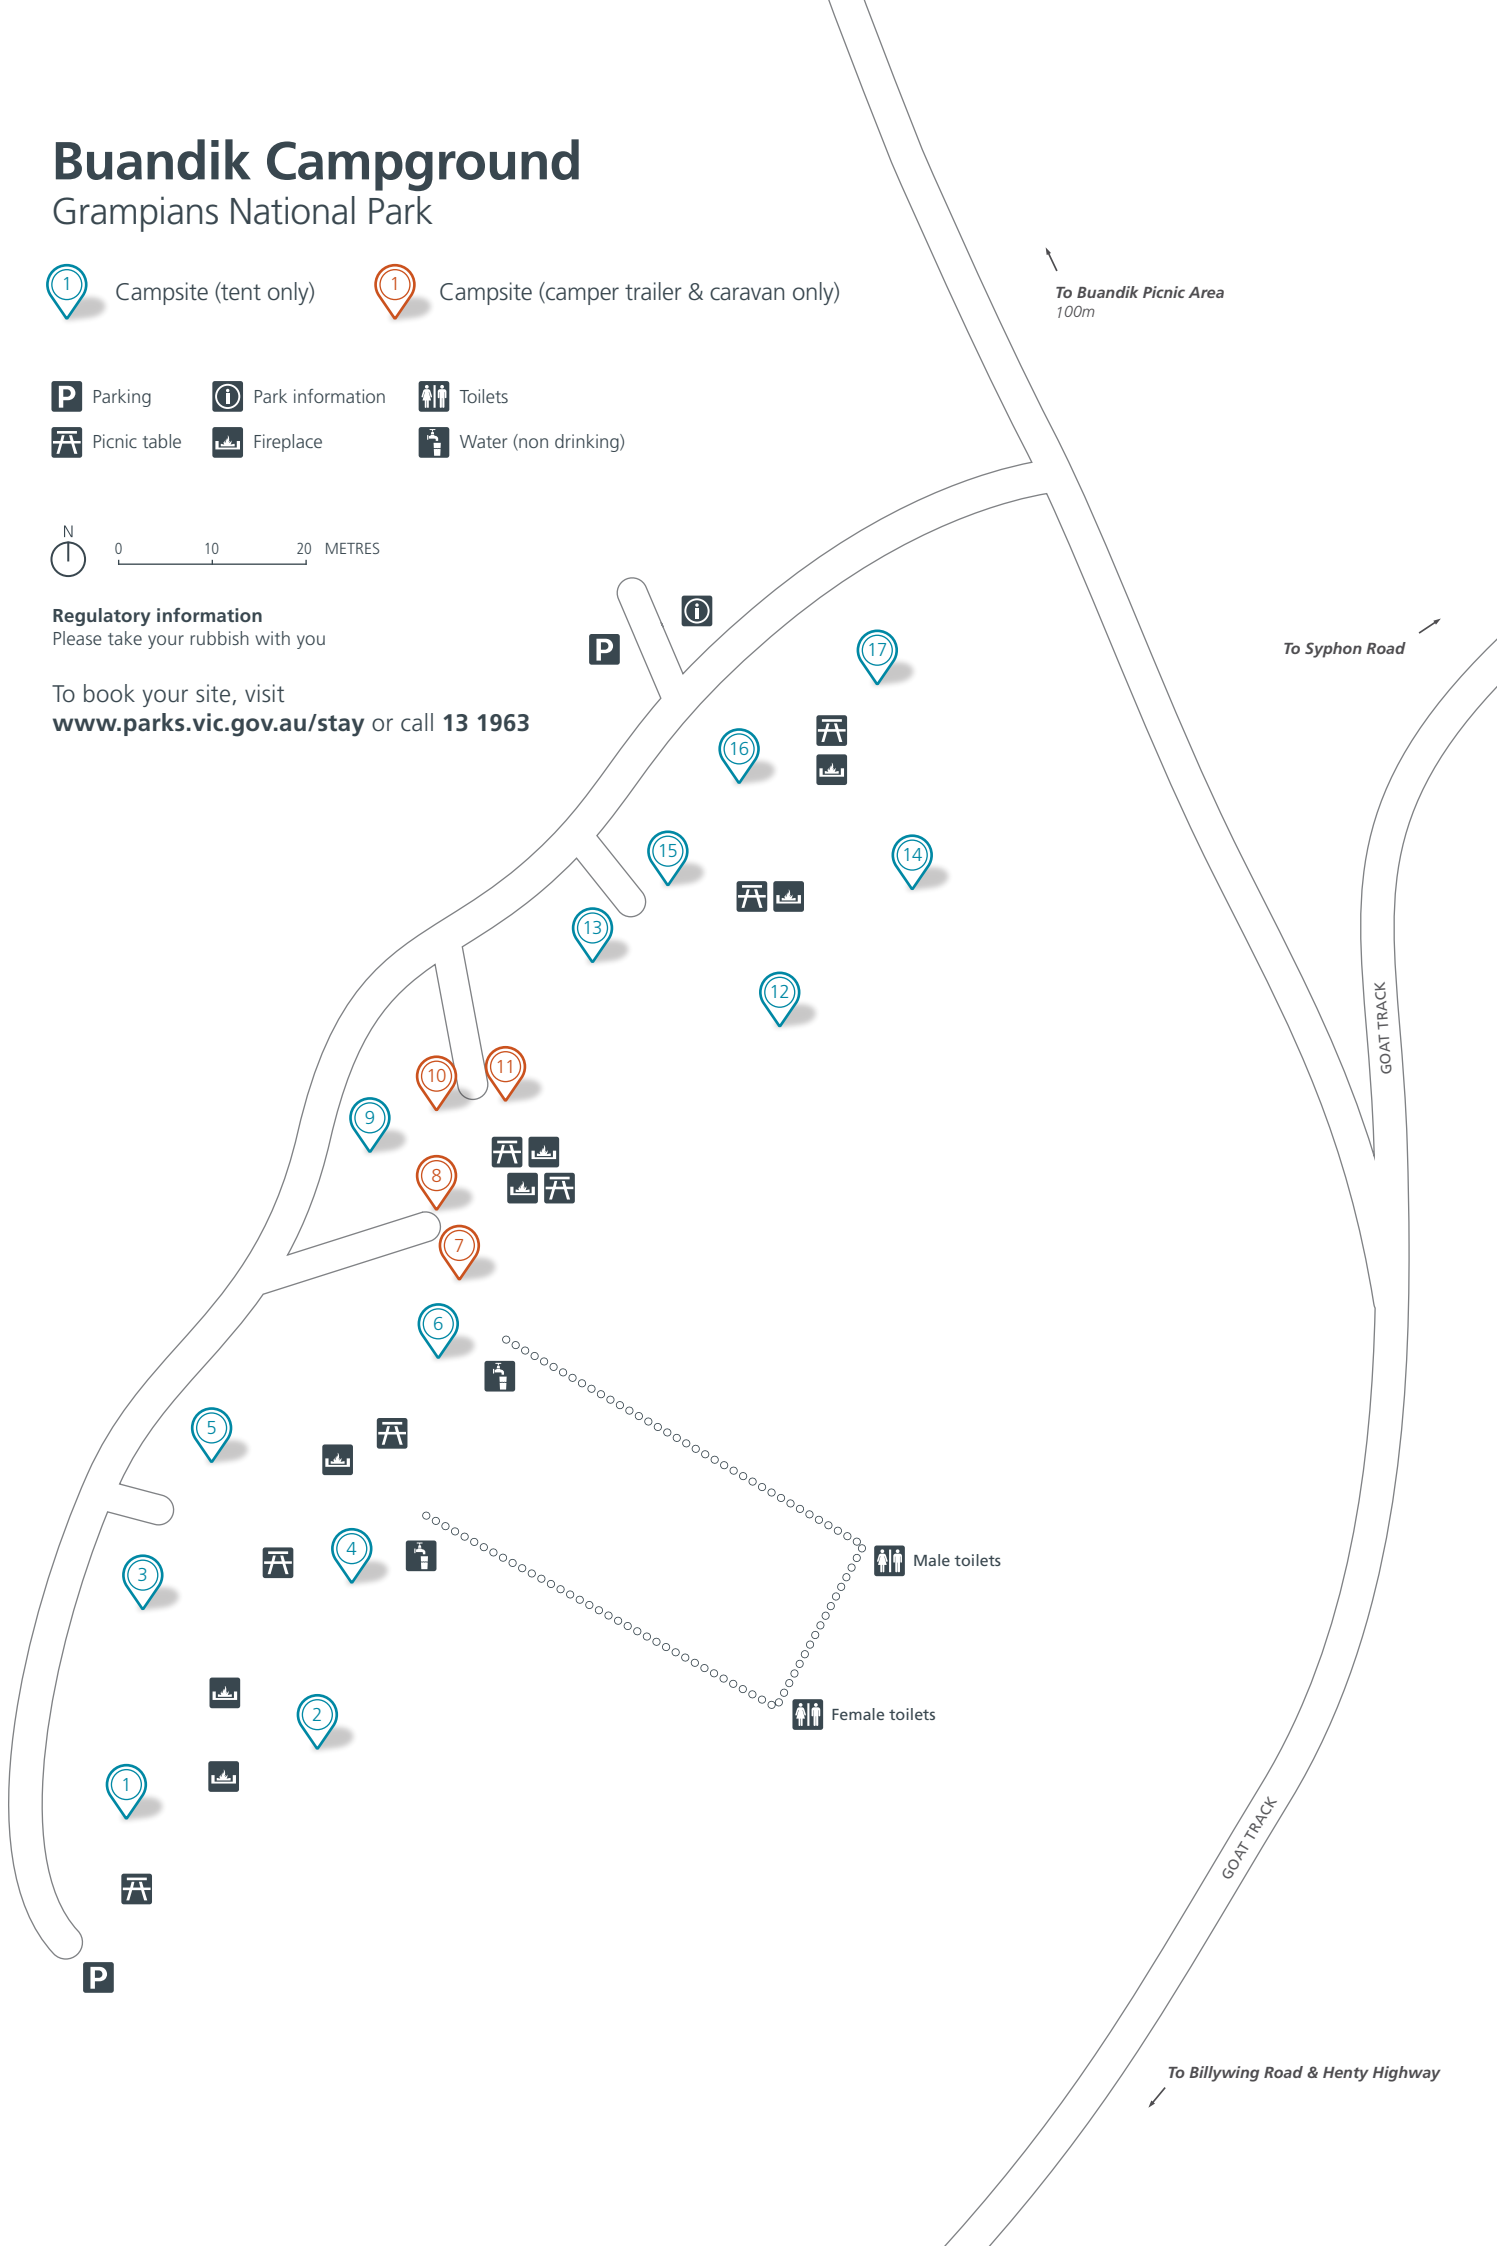 Buandik Campground
Grampians National Park
1 Campsite (tent only) 1 Campsite (camper trailer & caravan only)
P Parking i Park information Toilets
Picnic table Fireplace Water (non drinking)
To Buandik Picnic Area
100m
N
0 10 20 METRES
Regulatory information
Please take your rubbish with you
To book your site, visit
www.parks.vic.gov.au/stay or call 13 1963
i
P
17
To Syphon Road
16
15
14
13
12
GOAT TRACK
11
10
9
8
7
6
5
4
3
Male toilets
2
Female toilets
1
GOAT TRACK
P
To Billywing Road & Henty Highway